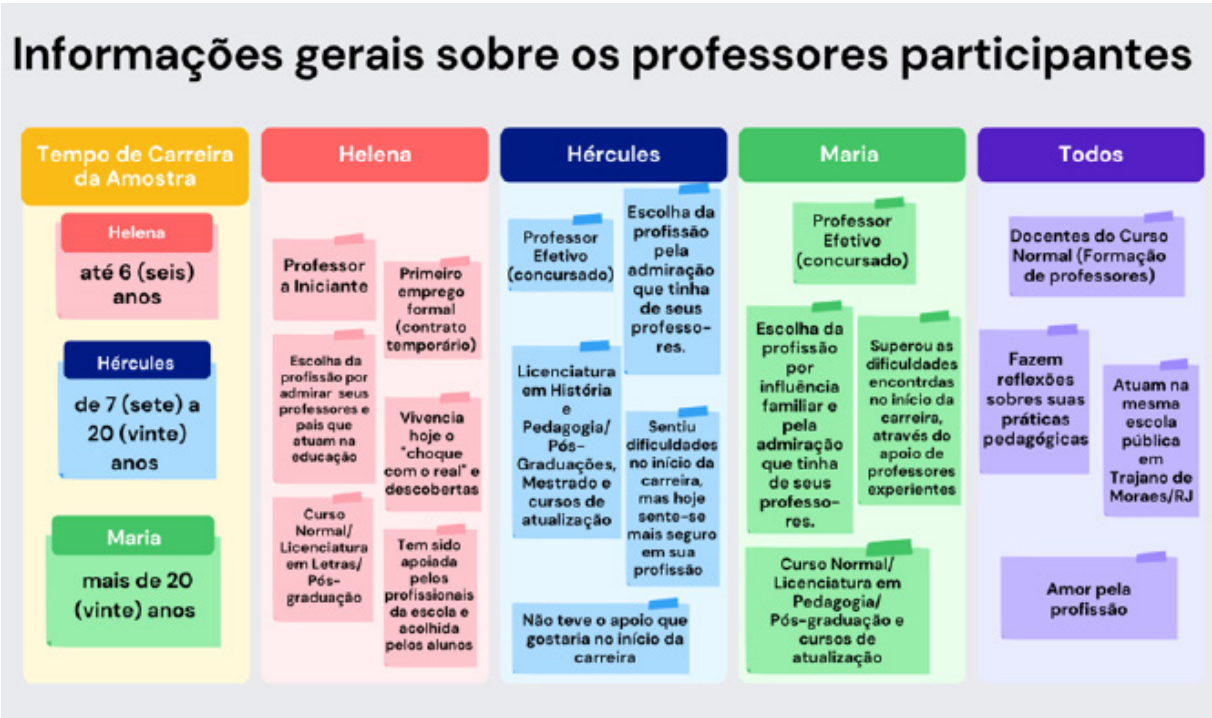 Informações gerais sobre os professores participantes
Tempo de Carreira
da Amostra
Helena
até 6 (seis)
anos
Hércules
de 7 (sete) a
20 (vinte)
anos
Maria
mais de 20
(vinte) anos
Helena
Professor
a Iniciante
Primeiro
emprego
formal
(contrato
temporário)
Escolha da
profissão por
admirar seus
professores e
pais que
atuam na
educação
Vivencia
hoje o
"choque
com o real" e
descobertas
Curso
Normal/
Licenciatura
em Letras/
Pós-
graduação
Tem sido
apoiada
pelos
profissionais
da escola e
acolhida
pelos alunos
Hércules
Professor
Efetivo
(concursado)
Escolha da
profissão
pela
admiração
que tinha
de seus
professo-
res.
Licenciatura
em História
e
Pedagogia/
Pós-
Graduações,
Mestrado e
cursos de
atualização
Sentiu
dificuldades
no início da
carreira,
mas hoje
sente-se
mais seguro
em sua
profissão
Não teve o apoio que
gostaria no início da
carreira
Maria
Professor
Efetivo
(concursado)
Escolha da
profissão
por
influência
familiar e
pela
admiração
que tinha
de seus
professo-
res.
Superou as
dificuldades
encontrdas
no início da
carreira,
através do
apoio de
professores
experientes
Curso Normal/
Licenciatura em
Pedagogia/
Pós-graduação e
cursos de
atualização
Todos
Docentes do Curso
Normal (Formação
de professores)
Fazem
reflexões
sobres suas
práticas
pedagógicas
Atuam na
mesma
escola
pública
em
Trajano de
Moraes/RJ
Amor pela
profissão